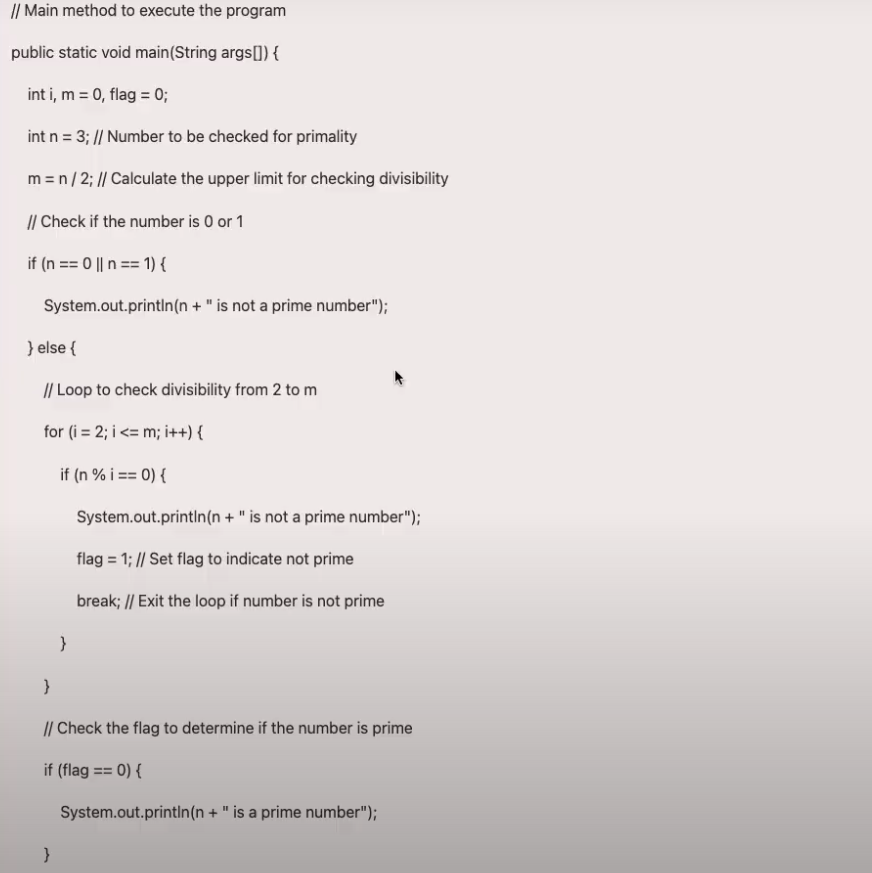 // Main method to execute the program
public static void main(String args[]) {
int i, m = 0, flag = 0;
int n = 3; // Number to be checked for primality
m = n / 2; // Calculate the upper limit for checking divisibility
// Check if the number is 0 or 1
if (n == 0 || n == 1) {
System.out.println(n + " is not a prime number");
} else {
// Loop to check divisibility from 2 to m
for (i = 2; i <= m; i++) {
if (n % i == 0) {
System.out.println(n + " is not a prime number");
flag = 1; // Set flag to indicate not prime
break; // Exit the loop if number is not prime
}
}
// Check the flag to determine if the number is prime
if (flag == 0) {
System.out.println(n + " is a prime number");
}